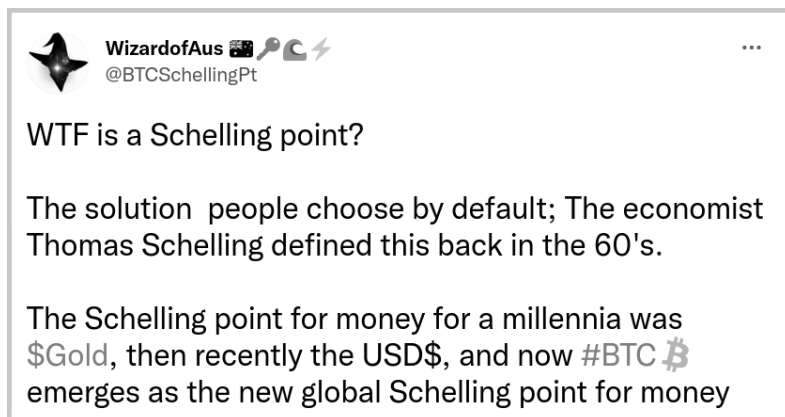 WizardofAus 🇦🇺🔑🌊⚡
@BTCSchellingPt
WTF is a Schelling point?
The solution  people choose by default; The economist
Thomas Schelling defined this back in the 60's.
The Schelling point for money for a millennia was
$Gold, then recently the USD$, and now #BTC ₿
emerges as the new global Schelling point for money